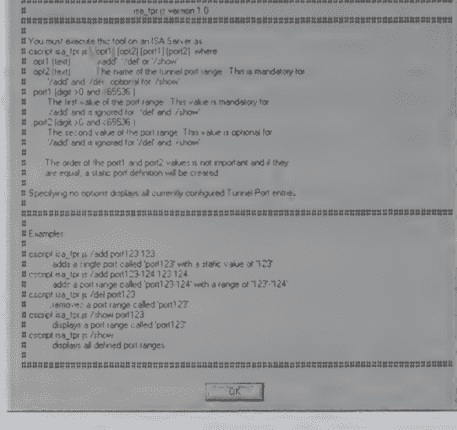 ################################################
# isa_tpr.js version 1.0
################################################
#
# You must execute this tool on an ISA Server as
# cscript isa_tpr.js [opt1] [opt2] [port1] [port2] where
# opt1 {text} '/add' '/del' or '/show'
# opt2 {text} The name of the tunnel port range. This is mandatory for
# '/add' and '/del' optional for '/show'
# port1 {digit >0 and <65536}
# The first value of the port range. This value is mandatory for
# '/add' and is ignored for '/del' and '/show'
# port2 {digit >0 and <65536}
# The second value of the port range. This value is optional for
# '/add' and is ignored for '/del' and '/show'
#
# The order of the port1 and port2 values is not important and if they
# are equal, a static port definition will be created
#
# Specifying no options displays all currently configured Tunnel Port entries
#
################################################
#
# Examples:
#
# cscript isa_tpr.js /add port123 123
# adds a single port called 'port123' with a static value of '123'
# cscript isa_tpr.js /add port123-124 123 124
# adds a port range called 'port123-124' with a range of '123'-'124'
# cscript isa_tpr.js /del port123
# removes a port range called 'port123'
# cscript isa_tpr.js /show port123
# displays a port range called 'port123'
# cscript isa_tpr.js /show
# displays all defined port ranges
#
################################################
OK